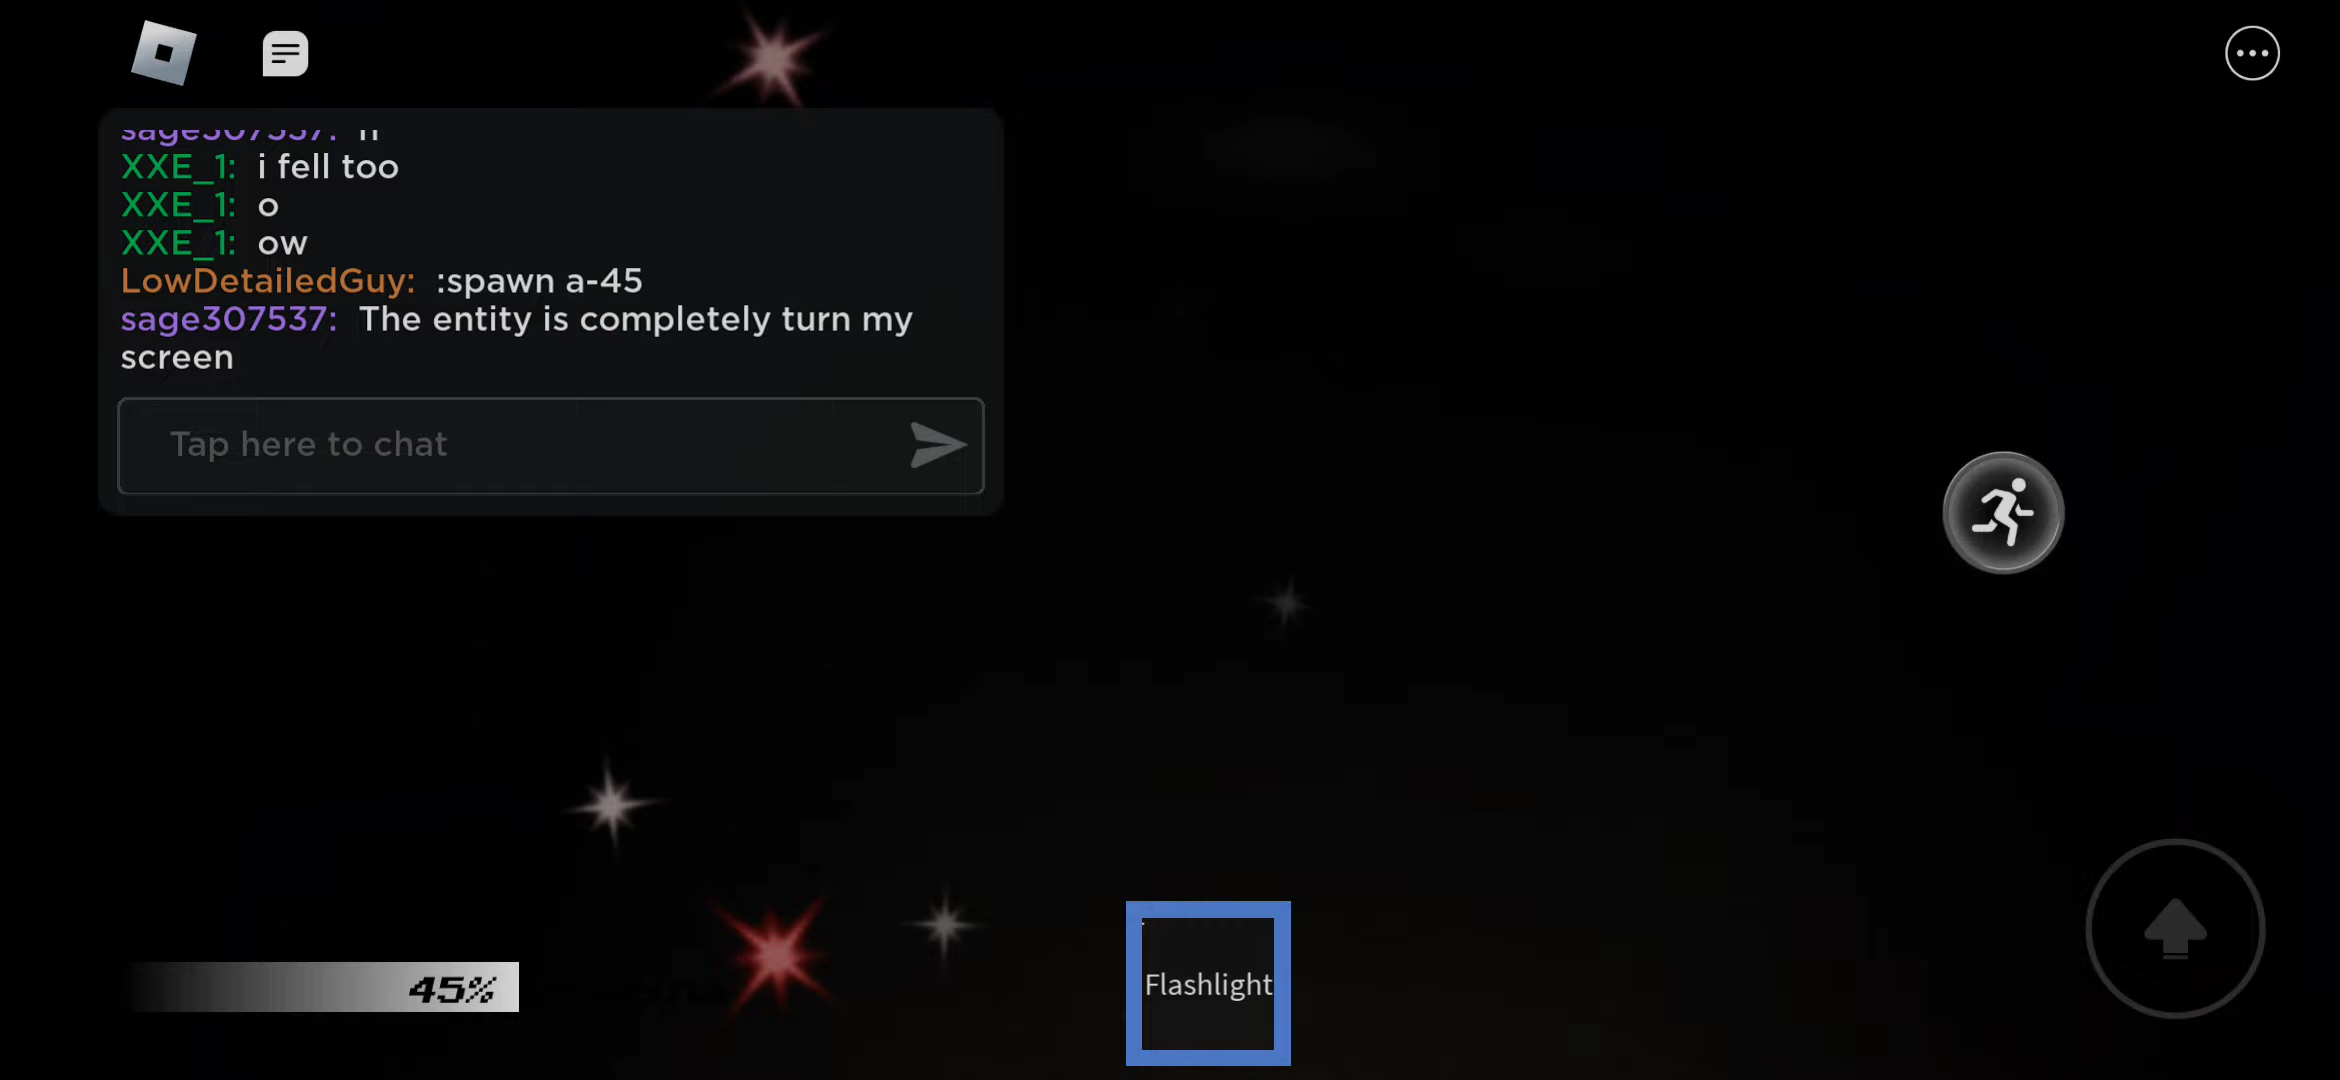 sage307537:
XXE_1: i fell too
XXE_1: o
XXE_1: ow
LowDetailedGuy: :spawn a-45
sage307537: The entity is completely turn my
screen
Tap here to chat
45%
Flashlight